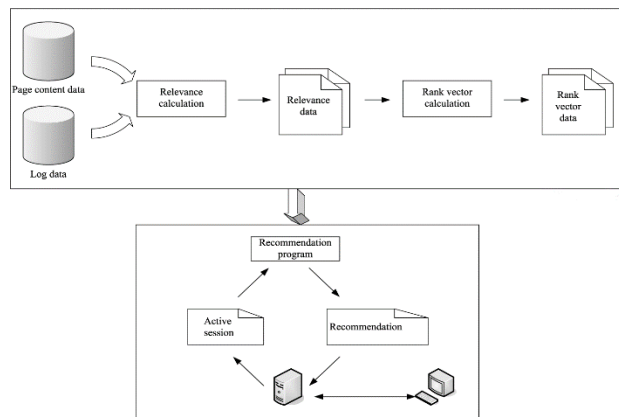 Page content data
Log data
Relevance
calculation
Relevance
data
Rank vector
calculation
Rank
vector
data
Recommendation
program
Active
session
Recommendation